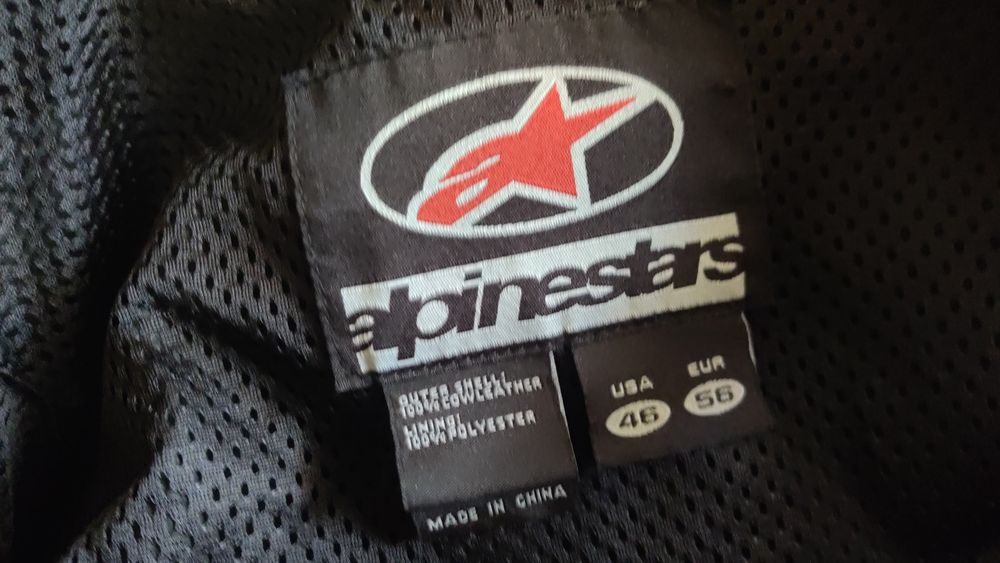 alpinestars
OUTER SHELL:
100% COWLEATHER
LINING:
100% POLYESTER
MADE IN CHINA
USA EUR
46 56